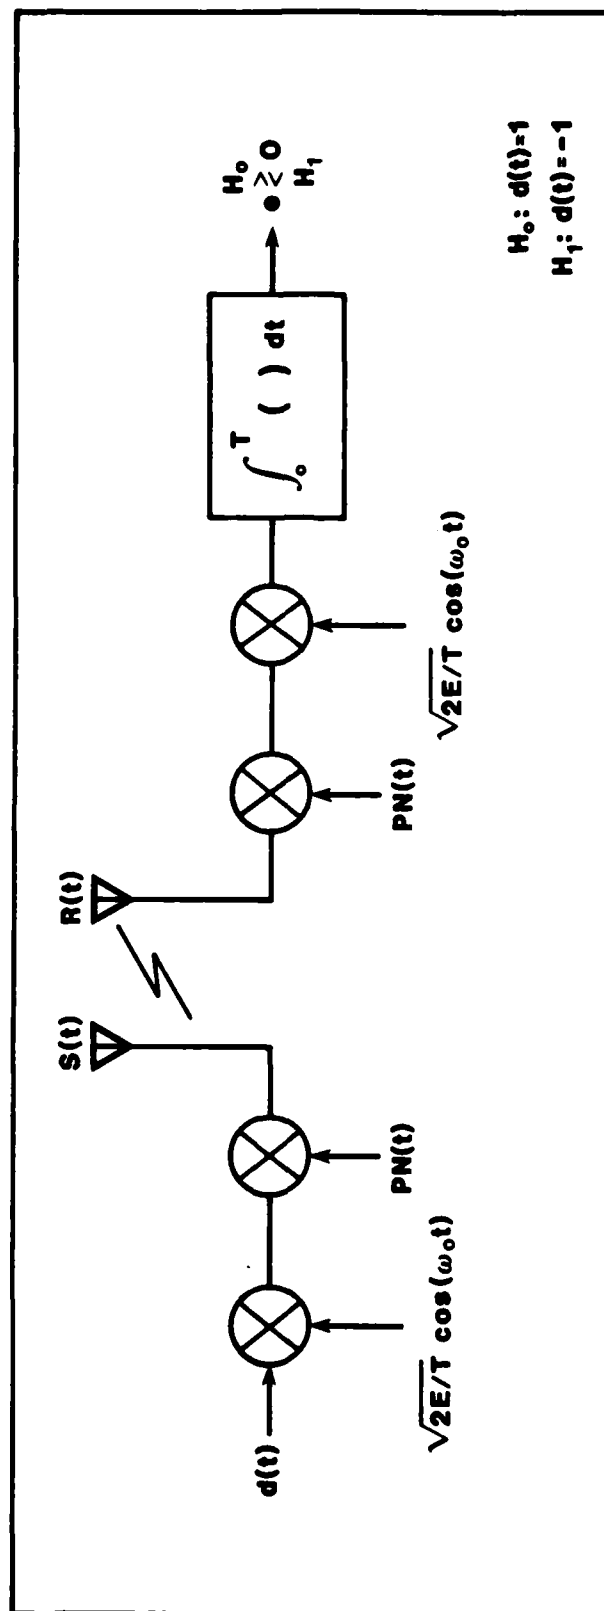 d(t)
√2E/T cos(ω₀t)
PN(t)
S(t)
R(t)
PN(t)
√2E/T cos(ω₀t)
∫₀ᵀ ( ) dt
H₀
● ≥ 0
H₁
H₀: d(t)=1
H₁: d(t)=-1